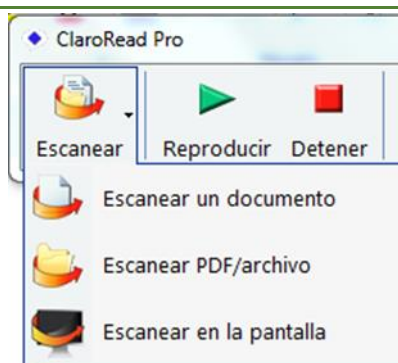 ClaroRead Pro
Escanear Reproducir Detener
Escanear un documento
Escanear PDF/archivo
Escanear en la pantalla